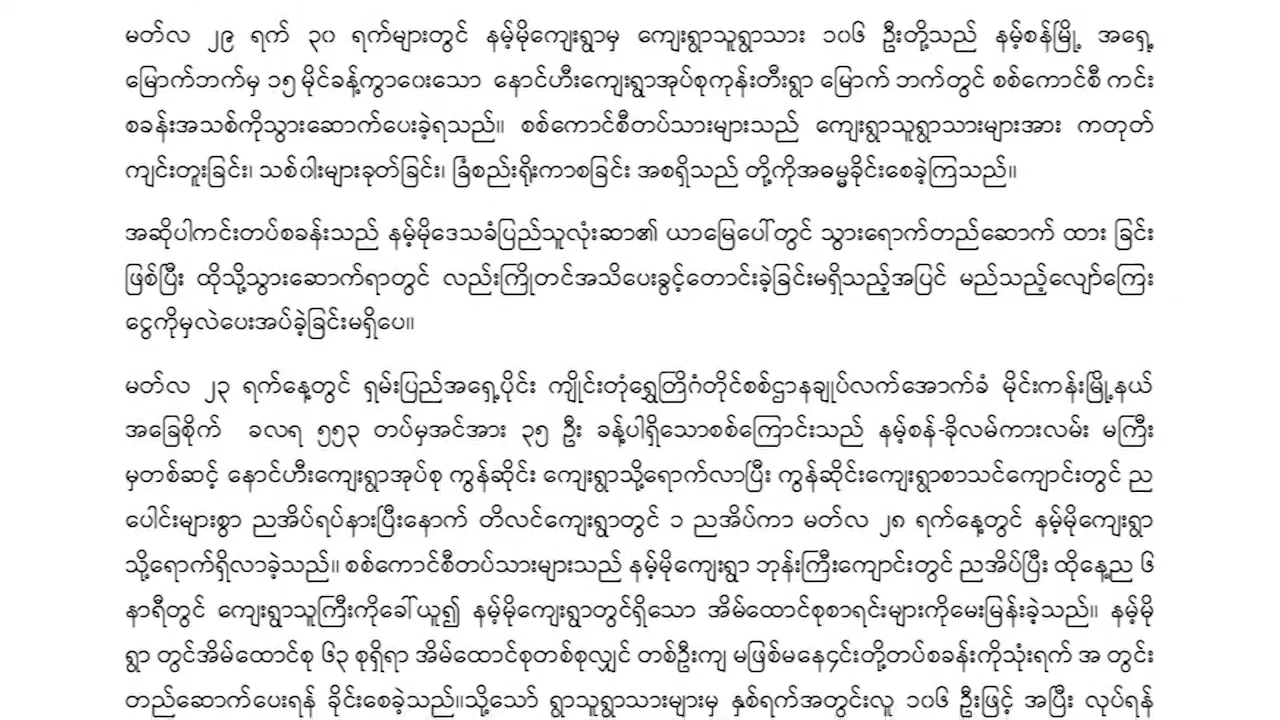 မတ်လ ၂၉ ရက် ၃၀ ရက်များတွင် နမ့်မိုကျေးရွာမှ ကျေးရွာသူရွာသား ၁၀၆ ဦးတို့သည် နမ့်စန်မြို့ အရှေ့
မြောက်ဘက်မှ ၁၅ မိုင်ခန့်ကွာဝေးသော နောင်ဟီးကျေးရွာအုပ်စုကုန်းတီးရွာ မြောက် ဘက်တွင် စစ်ကောင်စီ ကင်း
စခန်းအသစ်ကိုသွားဆောက်ပေးခဲ့ရသည်။ စစ်ကောင်စီတပ်သားများသည် ကျေးရွာသူရွာသားများအား ကတုတ်
ကျင်းတူးခြင်း၊ သစ်ဝါးများခုတ်ခြင်း၊ ခြံစည်းရိုးကာစခြင်း အစရှိသည် တို့ကိုအဓမ္မခိုင်းစေခဲ့ကြသည်။
အဆိုပါကင်းတပ်စခန်းသည် နမ့်မိုဒေသခံပြည်သူလုံးဆာ၏ ယာမြေပေါ်တွင် သွားရောက်တည်ဆောက် ထား ခြင်း
ဖြစ်ပြီး ထိုသို့သွားဆောက်ရာတွင် လည်းကြိုတင်အသိပေးခွင့်တောင်းခဲ့ခြင်းမရှိသည့်အပြင် မည်သည့်လျော်ကြေး
ငွေကိုမှလဲပေးအပ်ခဲ့ခြင်းမရှိပေ။
မတ်လ ၂၃ ရက်နေ့တွင် ရှမ်းပြည်အရှေ့ပိုင်း ကျိုင်းတုံရွှေတြိဂံတိုင်စစ်ဌာနချုပ်လက်အောက်ခံ မိုင်းကန်းမြို့နယ်
အခြေစိုက် ခလရ ၅၅၃ တပ်မှအင်အား ၃၅ ဦး ခန့်ပါရှိသောစစ်ကြောင်းသည် နမ့်စန်-ခိုလမ်ကားလမ်း မကြီး
မှတစ်ဆင့် နောင်ဟီးကျေးရွာအုပ်စု ကွန်ဆိုင်း ကျေးရွာသို့ရောက်လာပြီး ကွန်ဆိုင်းကျေးရွာစာသင်ကျောင်းတွင် ည
ပေါင်းများစွာ ညအိပ်ရပ်နားပြီးနောက် တိလင်ကျေးရွာတွင် ၁ ညအိပ်ကာ မတ်လ ၂၈ ရက်နေ့တွင် နမ့်မိုကျေးရွာ
သို့ရောက်ရှိလာခဲ့သည်။ စစ်ကောင်စီတပ်သားများသည် နမ့်မိုကျေးရွာ ဘုန်းကြီးကျောင်းတွင် ညအိပ်ပြီး ထိုနေ့ည ၆
နာရီတွင် ကျေးရွာသူကြီးကိုခေါ်ယူ၍ နမ့်မိုကျေးရွာတွင်ရှိသော အိမ်ထောင်စုစာရင်းများကိုမေးမြန်းခဲ့သည်။ နမ့်မို
ရွာ တွင်အိမ်ထောင်စု ၆၃ စုရှိရာ အိမ်ထောင်စုတစ်စုလျှင် တစ်ဦးကျ မဖြစ်မနေ၄င်းတို့တပ်စခန်းကိုသုံးရက် အ တွင်း
တည်ဆောက်ပေးရန် ခိုင်းစေခဲ့သည်။သို့သော် ရွာသူရွာသားများမှ နှစ်ရက်အတွင်းလူ ၁၀၆ ဦးဖြင့် အပြီး လုပ်ရန်